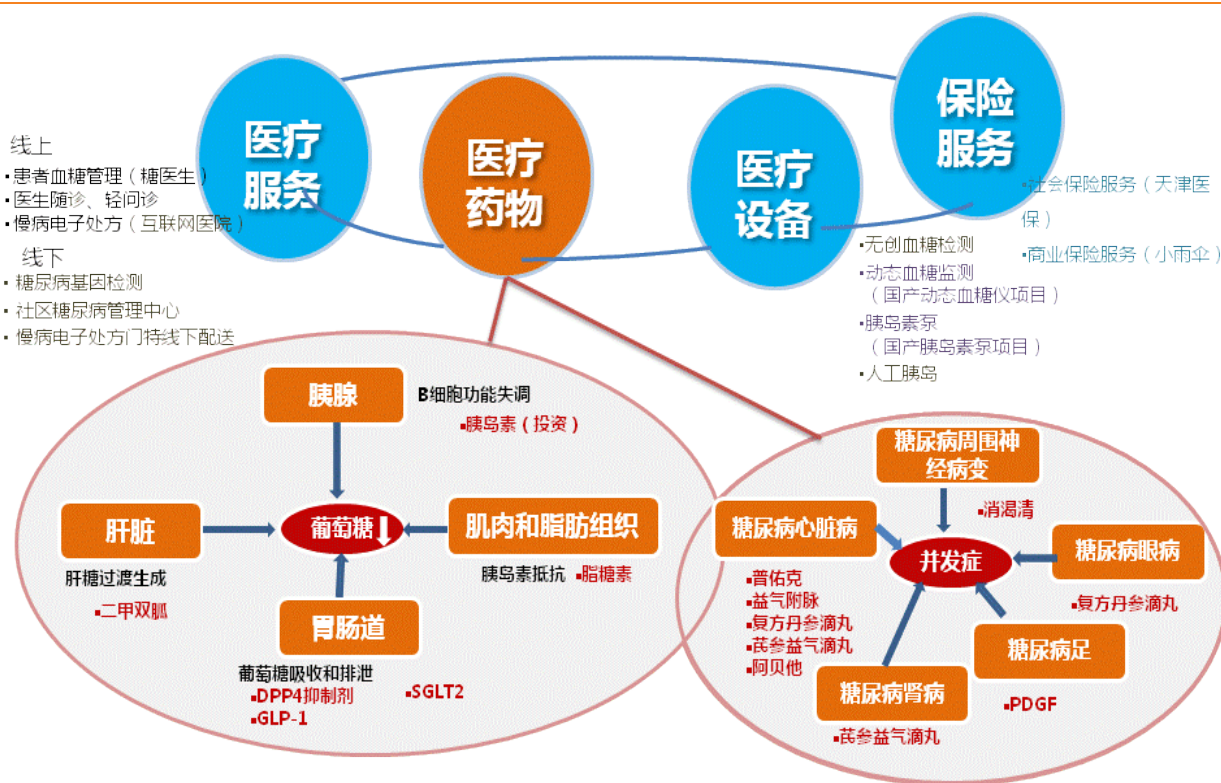 医疗
服务
医疗
药物
医疗
设备
保险
服务
线上
▪患者血糖管理（糖医生）
▪医生随诊、轻问诊
▪慢病电子处方（互联网医院）
线下
▪糖尿病基因检测
▪社区糖尿病管理中心
▪慢病电子处方门特线下配送
▪无创血糖检测
▪动态血糖监测
（国产动态血糖仪项目）
▪胰岛素泵
（国产胰岛素泵项目）
▪人工胰岛
▪社会保险服务（天津医
保）
▪商业保险服务（小雨伞）
胰腺
B细胞功能失调
▪胰岛素（投资）
肝脏
肝糖过渡生成
▪二甲双胍
葡萄糖
肌肉和脂肪组织
胰岛素抵抗 ▪脂糖素
胃肠道
葡萄糖吸收和排泄
▪DPP4抑制剂
▪GLP-1
▪SGLT2
糖尿病周围神
经病变
▪消渴清
糖尿病心脏病
▪普佑克
▪益气附脉
▪复方丹参滴丸
▪芪参益气滴丸
▪阿贝他
并发症
糖尿病眼病
▪复方丹参滴丸
糖尿病足
▪PDGF
糖尿病肾病
▪芪参益气滴丸